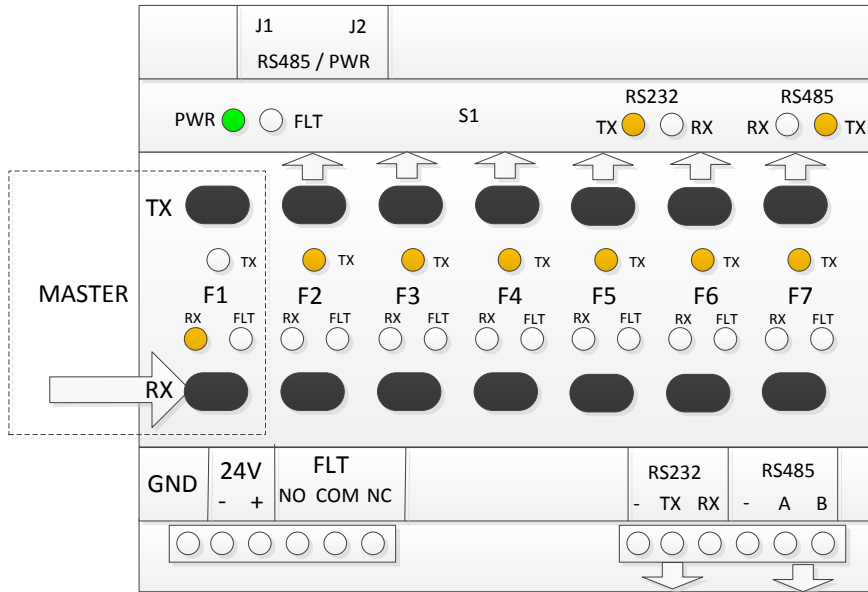 J1 J2
RS485 / PWR
PWR FLT S1 RS232 RS485
TX RX RX TX
TX
TX TX TX TX TX TX TX
MASTER F1 F2 F3 F4 F5 F6 F7
RX FLT RX FLT RX FLT RX FLT RX FLT RX FLT RX FLT
RX
GND 24V FLT RS232 RS485
- + NO COM NC - TX RX - A B